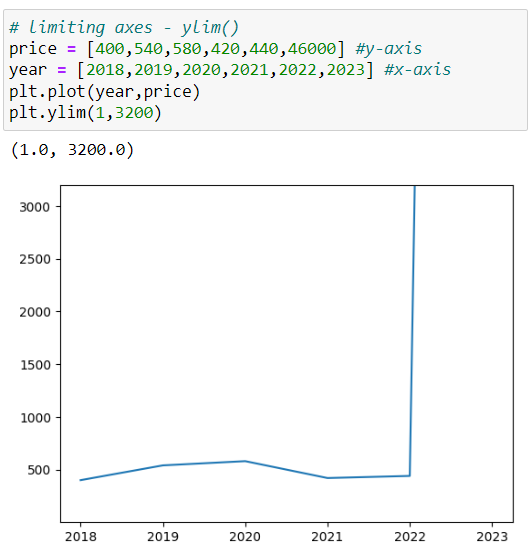 # limiting axes - ylim()
price = [400,540,580,420,440,46000] #y-axis
year = [2018,2019,2020,2021,2022,2023] #x-axis
plt.plot(year,price)
plt.ylim(1,3200)
(1.0, 3200.0)
3000
2500
2000
1500
1000
500
2018 2019 2020 2021 2022 2023